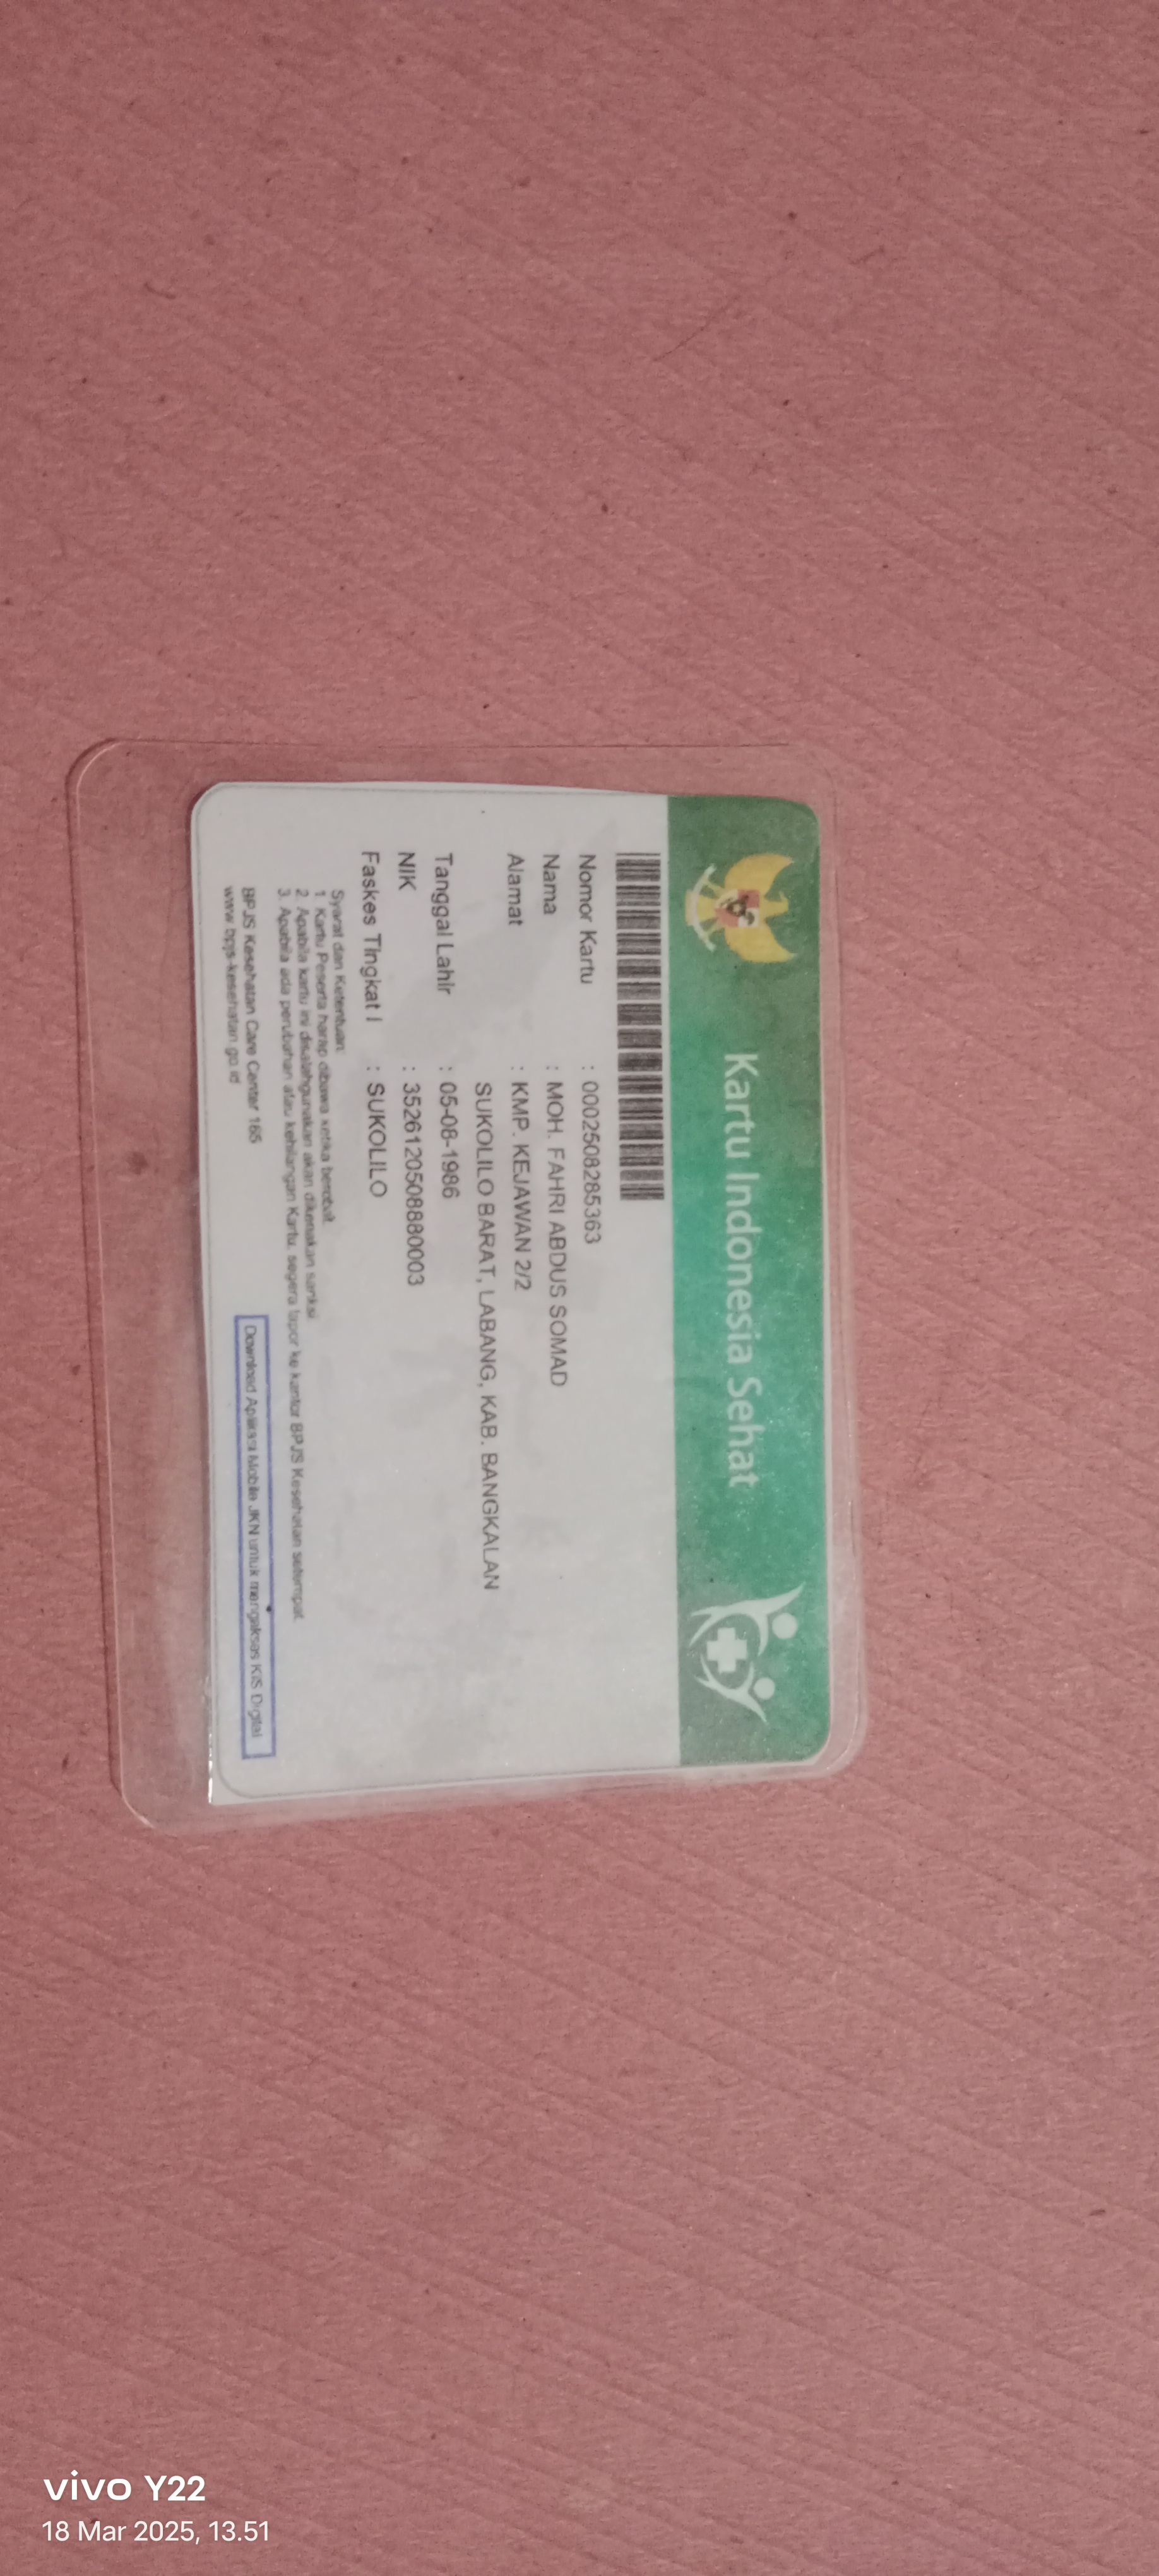 Kartu Indonesia Sehat
Nomor Kartu : 0002508285363
Nama : MOH. FAHRI ABDUS SOMAD
Alamat : KMP. KEJAWAN 2/2
SUKOLILO BARAT, LABANG, KAB. BANGKALAN
Tanggal Lahir : 05-08-1986
NIK : 3526120508880003
Faskes Tingkat I : SUKOLILO
Syarat dan Ketentuan:
1. Kartu Peserta harap dibawa ketika berobat.
2. Apabila kartu ini disalahgunakan akan dikenakan sanksi.
3. Apabila ada perubahan atau kehilangan Kartu, segera lapor ke kantor BPJS Kesehatan setempat.
BPJS Kesehatan Care Center 165
www.bpjs-kesehatan.go.id
Download Aplikasi Mobile JKN untuk mengakses KIS Digital
vivo Y22
18 Mar 2025, 13.51